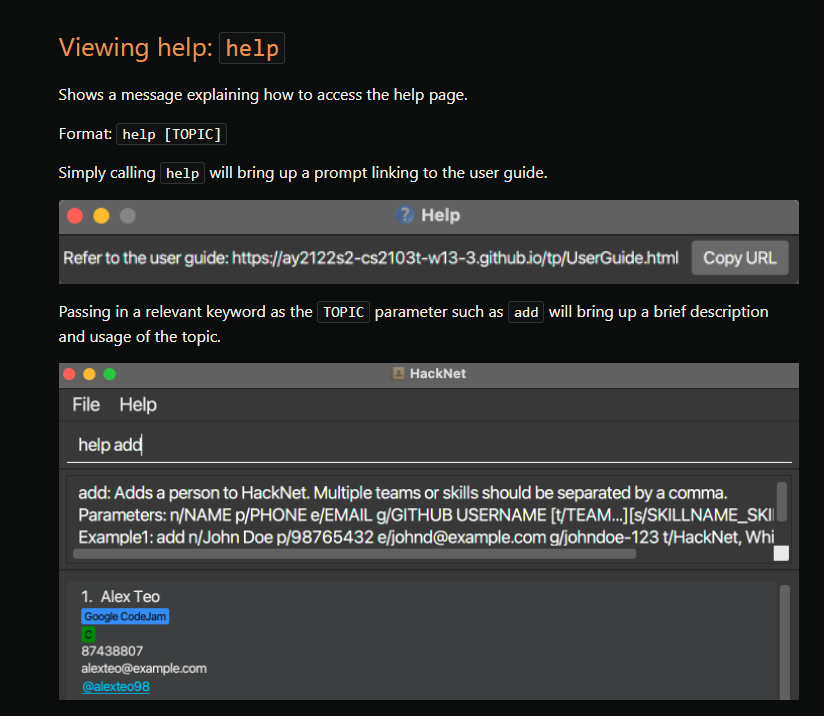 Viewing help: help
Shows a message explaining how to access the help page.
Format: help [TOPIC]
Simply calling help will bring up a prompt linking to the user guide.
? Help
Refer to the user guide: https://ay2122s2-cs2103t-w13-3.github.io/tp/UserGuide.html Copy URL
Passing in a relevant keyword as the TOPIC parameter such as add will bring up a brief description
and usage of the topic.
HackNet
File Help
help add
add: Adds a person to HackNet. Multiple teams or skills should be separated by a comma.
Parameters: n/NAME p/PHONE e/EMAIL g/GITHUB USERNAME [t/TEAM...][s/SKILLNAME_SKI
Example1: add n/John Doe p/98765432 e/johnd@example.com g/johndoe-123 t/HackNet, Whi
1. Alex Teo
Google CodeJam
C
87438807
alexteo@example.com
@alexteo98